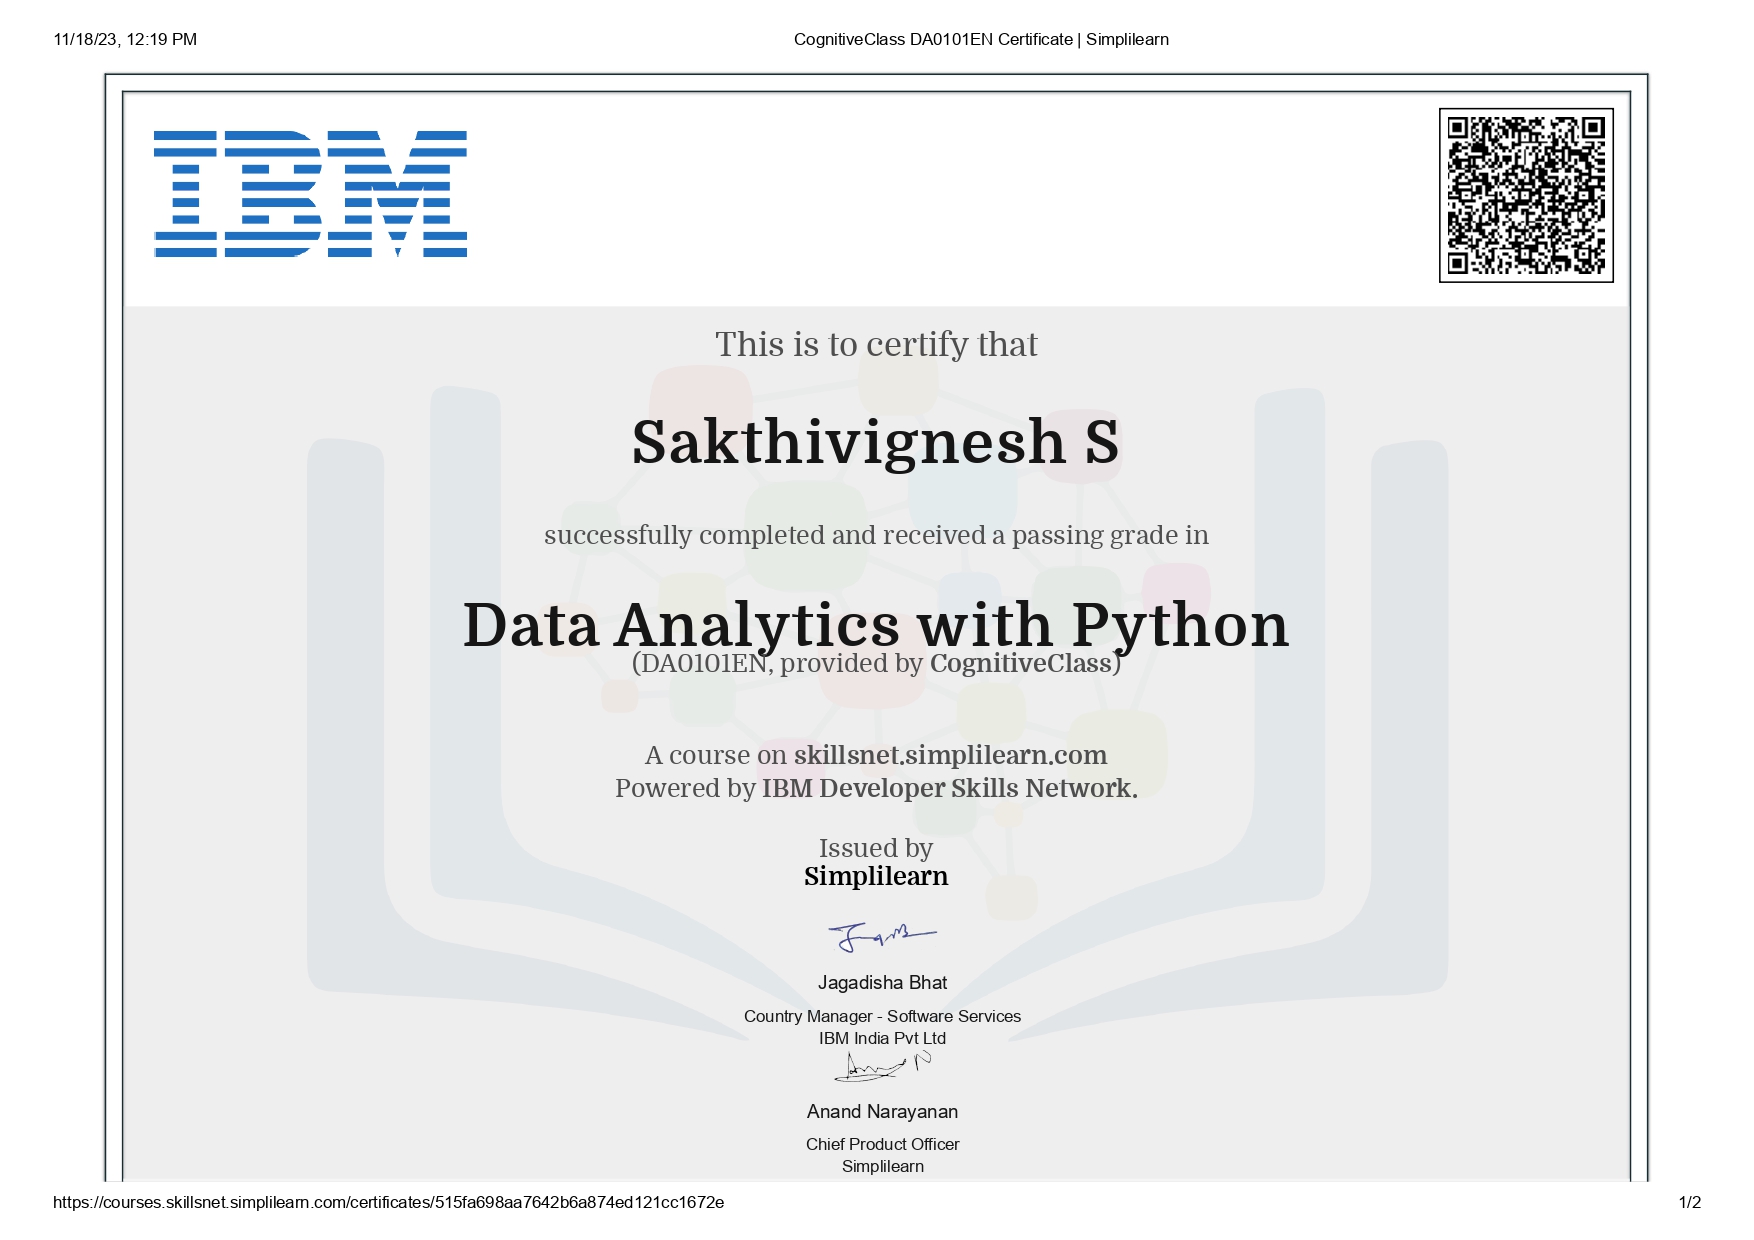 11/18/23, 12:19 PM
CognitiveClass DA0101EN Certificate | Simplilearn
IBM
This is to certify that
Sakthivignesh S
successfully completed and received a passing grade in
Data Analytics with Python
(DA0101EN, provided by CognitiveClass)
A course on skillsnet.simplilearn.com
Powered by IBM Developer Skills Network.
Issued by
Simplilearn
Jagadisha Bhat
Country Manager - Software Services
IBM India Pvt Ltd
Anand Narayanan
Chief Product Officer
Simplilearn
https://courses.skillsnet.simplilearn.com/certificates/515fa698aa7642b6a874ed121cc1672e
1/2